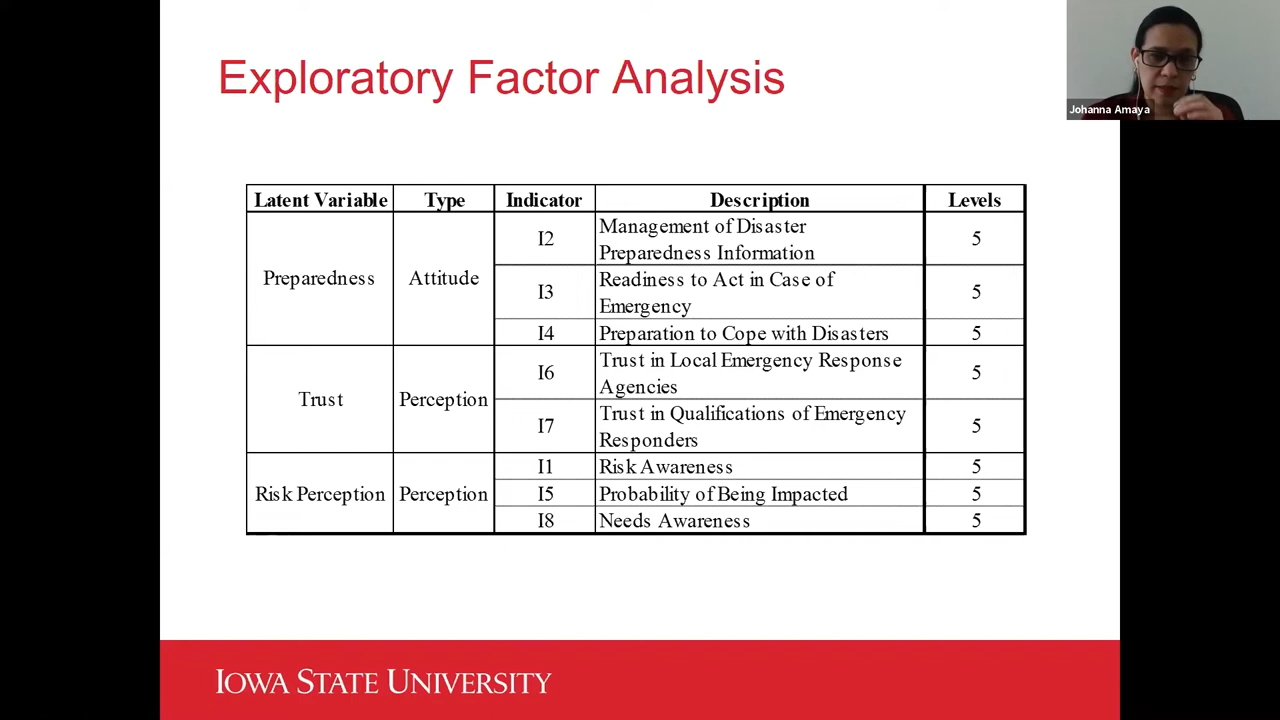 Exploratory Factor Analysis
Johanna Amaya
Latent Variable Type Indicator Description Levels
Preparedness Attitude I2 Management of Disaster
Preparedness Information 5
I3 Readiness to Act in Case of
Emergency 5
I4 Preparation to Cope with Disasters 5
Trust Perception I6 Trust in Local Emergency Response
Agencies 5
I7 Trust in Qualifications of Emergency
Responders 5
Risk Perception Perception I1 Risk Awareness 5
I5 Probability of Being Impacted 5
I8 Needs Awareness 5
IOWA STATE UNIVERSITY